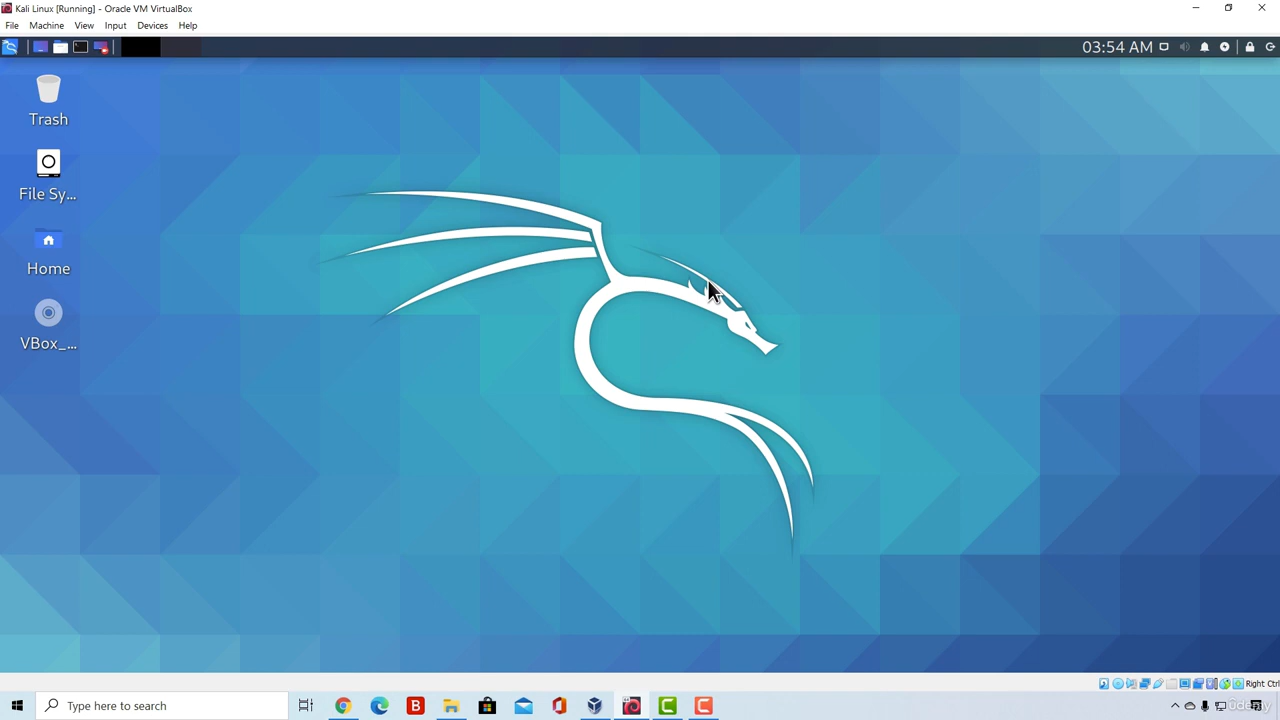 Kali Linux [Running] - Oracle VM VirtualBox
File Machine View Input Devices Help
03:54 AM
Trash
File Sy...
Home
VBox_...
Right Ctrl
Type here to search
Udemy